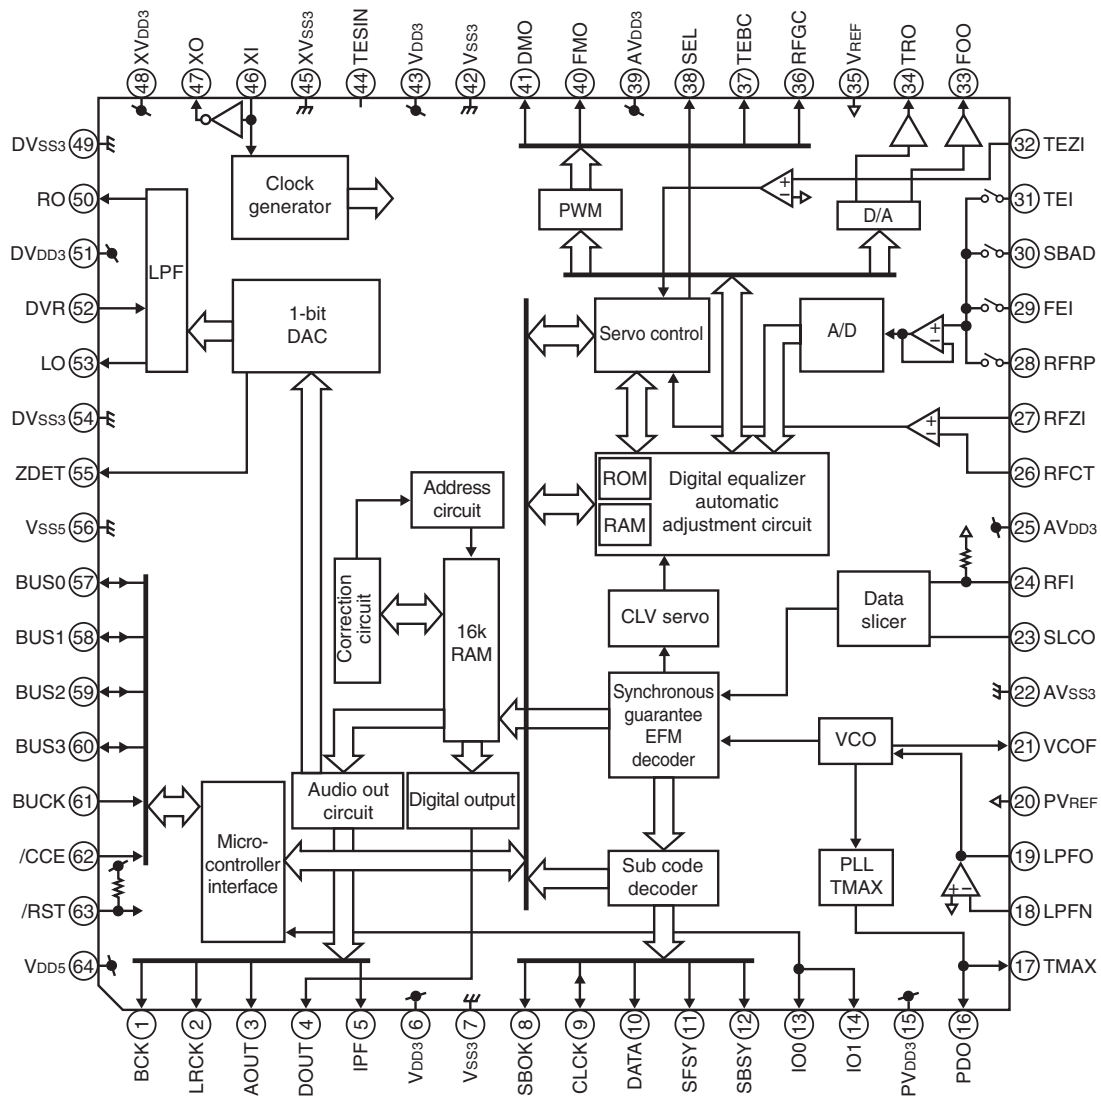 XVDD3
XO
XI
XVSS3
TESIN
VDD3
VSS3
DMO
FMO
AVDD3
SEL
TEBC
RFGC
VREF
TRO
FOO
48
47
46
45
44
43
42
41
40
39
38
37
36
35
34
33
DVSS3 49
RO 50
DVDD3 51
DVR 52
LO 53
DVSS3 54
ZDET 55
VSS5 56
BUS0 57
BUS1 58
BUS2 59
BUS3 60
BUCK 61
/CCE 62
/RST 63
VDD5 64
Clock
generator
LPF
1-bit
DAC
PWM
D/A
+
−
Servo control
A/D
+
−
+
−
ROM
RAM
Digital equalizer
automatic
adjustment circuit
Address
circuit
Correction
circuit
16k
RAM
CLV servo
Data
slicer
Synchronous
guarantee
EFM
decoder
VCO
Audio out
circuit
Digital output
Micro-
controller
interface
Sub code
decoder
PLL
TMAX
+ −
32 TEZI
31 TEI
30 SBAD
29 FEI
28 RFRP
27 RFZI
26 RFCT
25 AVDD3
24 RFI
23 SLCO
22 AVSS3
21 VCOF
20 PVREF
19 LPFO
18 LPFN
17 TMAX
1
2
3
4
5
6
7
8
9
10
11
12
13
14
15
16
BCK
LRCK
AOUT
DOUT
IPF
VDD3
VSS3
SBOK
CLCK
DATA
SFSY
SBSY
IO0
IO1
PVDD3
PDO